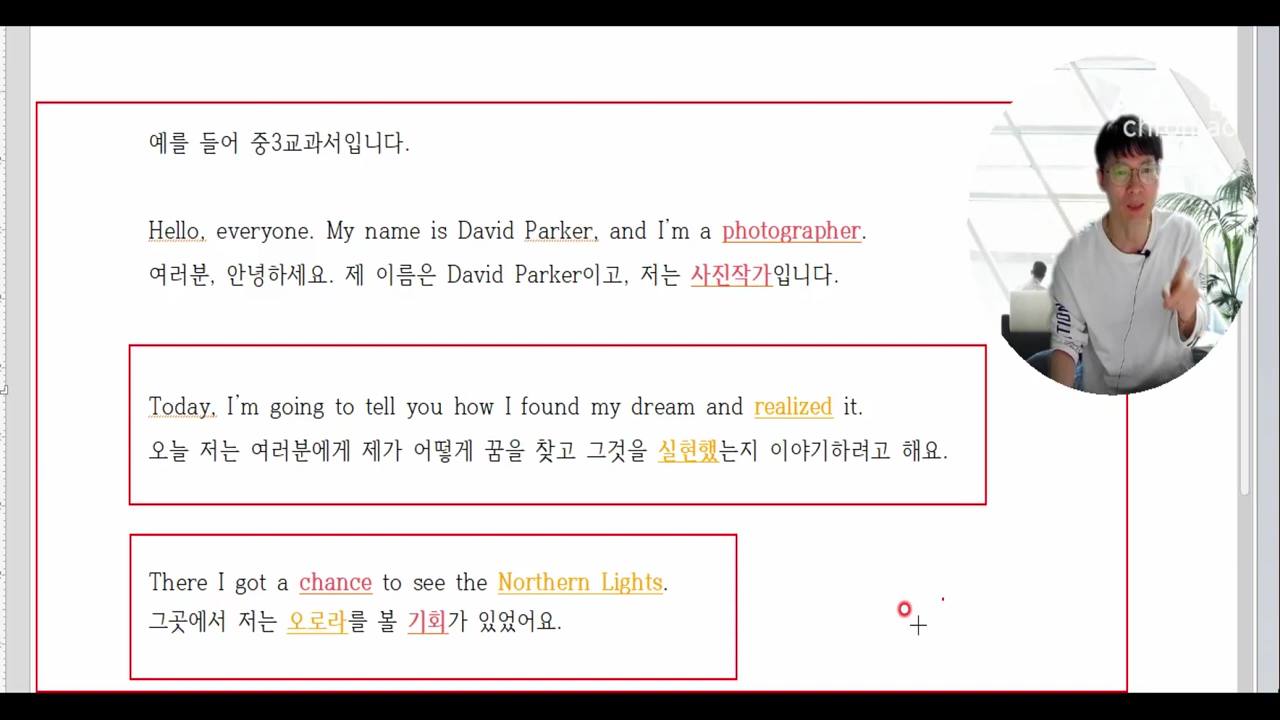 예를 들어 중3교과서입니다.
Hello, everyone. My name is David Parker, and I'm a photographer.
여러분, 안녕하세요. 제 이름은 David Parker이고, 저는 사진작가입니다.
Today, I'm going to tell you how I found my dream and realized it.
오늘 저는 여러분에게 제가 어떻게 꿈을 찾고 그것을 실현했는지 이야기하려고 해요.
There I got a chance to see the Northern Lights.
그곳에서 저는 오로라를 볼 기회가 있었어요.